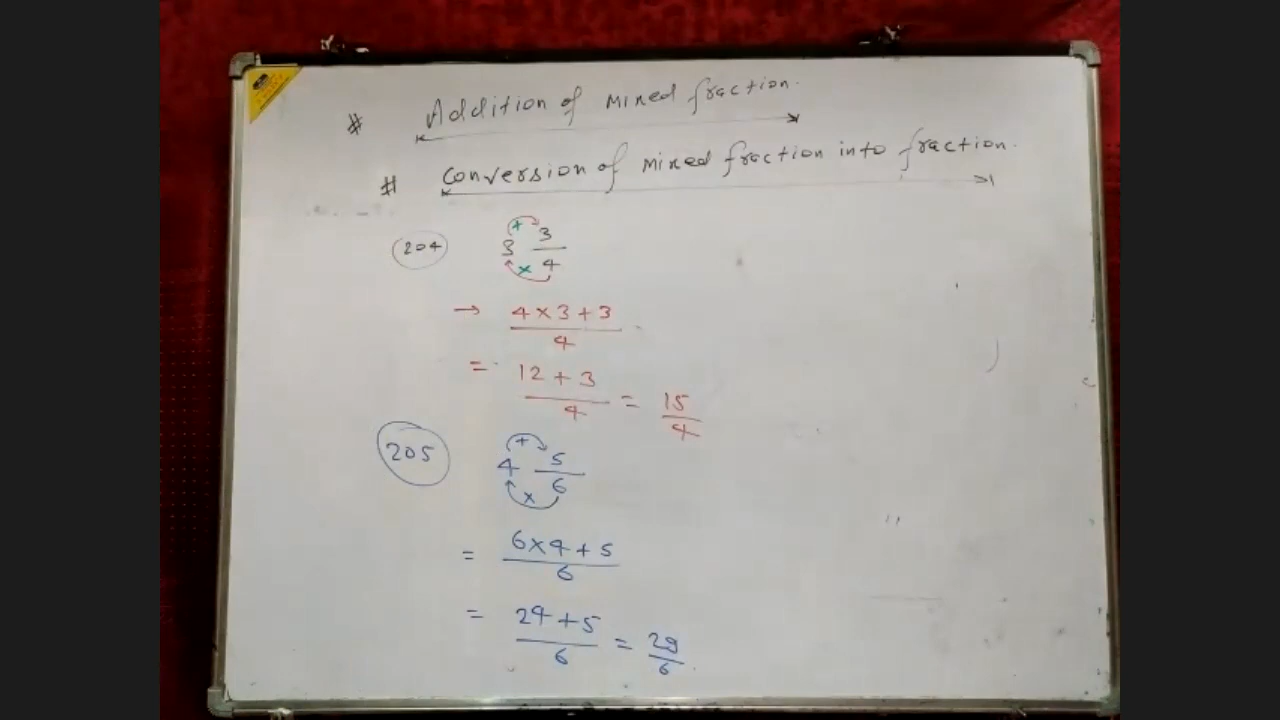 # Addition of mixed fraction.
# Conversion of mixed fraction into fraction.
204 3 3/4
+
×
→ 4×3+3/4
= 12+3/4 = 15/4
205 4 5/6
+
×
= 6×4+5/6
= 24+5/6 = 29/6